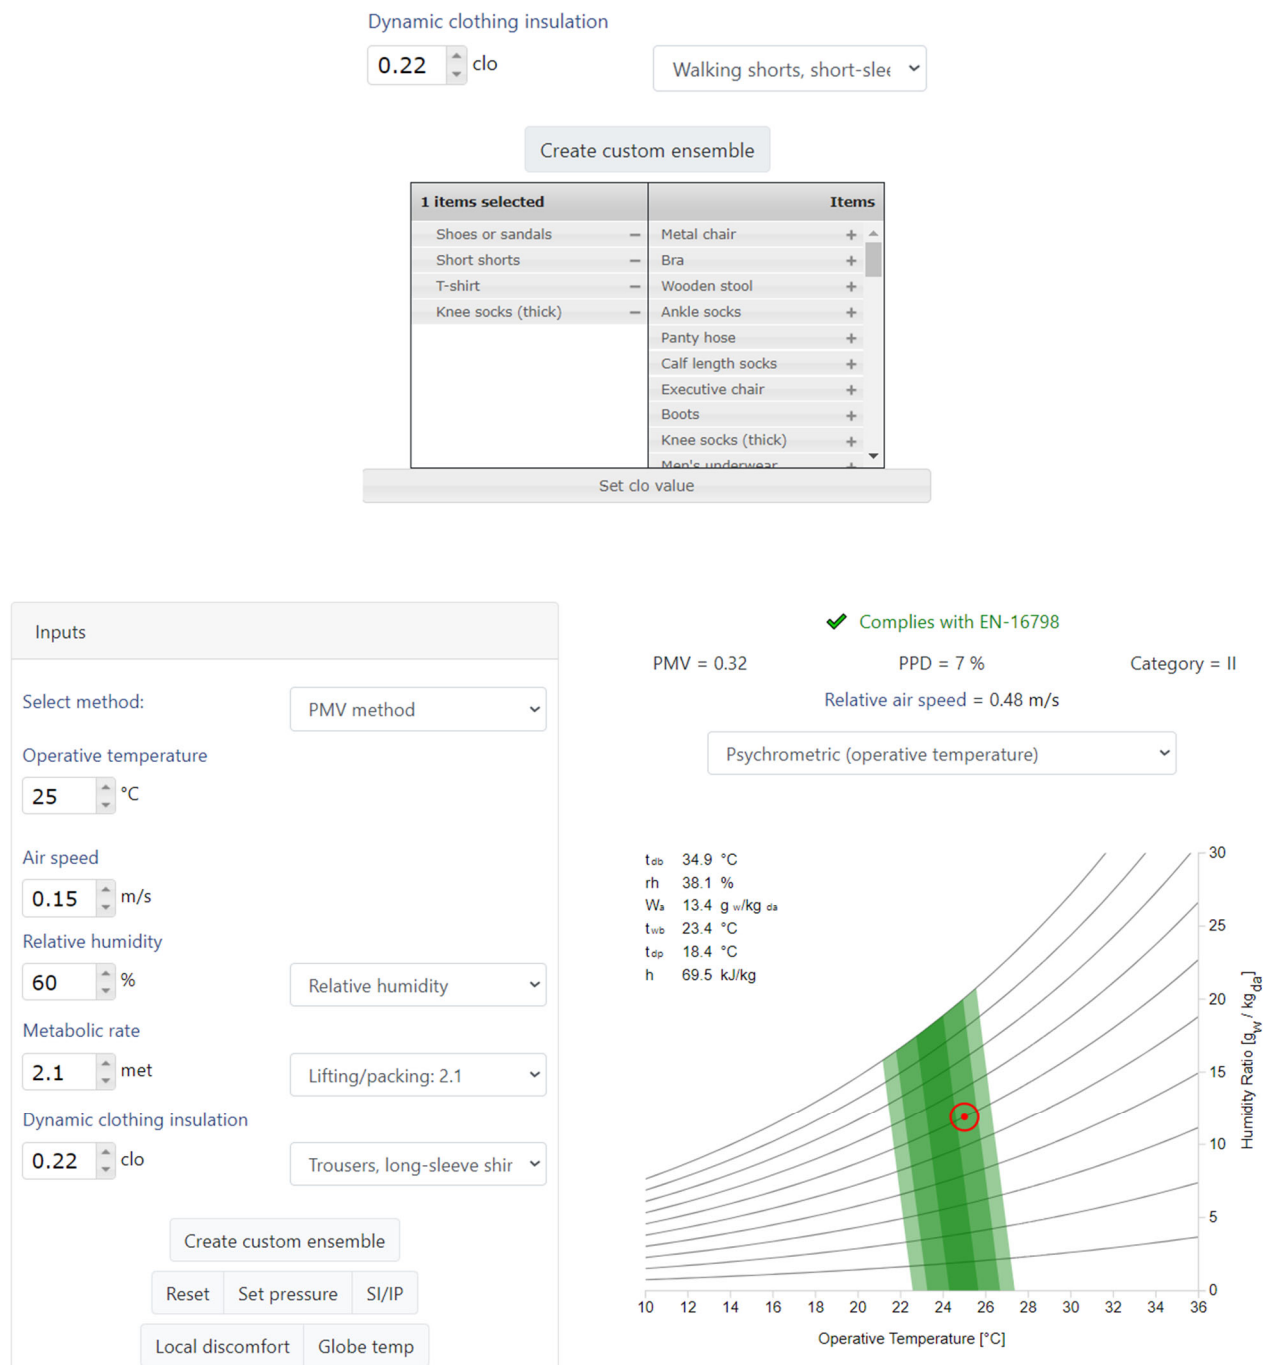 Dynamic clothing insulation
0.22 clo Walking shorts, short-slee
Create custom ensemble
1 items selected Items
Shoes or sandals − Metal chair +
Short shorts − Bra +
T-shirt − Wooden stool +
Knee socks (thick) − Ankle socks +
Panty hose +
Calf length socks +
Executive chair +
Boots +
Knee socks (thick) +
Men's underwear +
Set clo value
Inputs
Select method: PMV method
Operative temperature
25 °C
Air speed
0.15 m/s
Relative humidity
60 % Relative humidity
Metabolic rate
2.1 met Lifting/packing: 2.1
Dynamic clothing insulation
0.22 clo Trousers, long-sleeve shir
Create custom ensemble
Reset Set pressure SI/IP
Local discomfort Globe temp
✔ Complies with EN-16798
PMV = 0.32 PPD = 7 % Category = II
Relative air speed = 0.48 m/s
Psychrometric (operative temperature)
tdb 34.9 °C
rh 38.1 %
Wa 13.4 g w/kg da
twb 23.4 °C
tdp 18.4 °C
h 69.5 kJ/kg
30
25
20
15
10
5
0
Humidity Ratio [gw / kgda]
10 12 14 16 18 20 22 24 26 28 30 32 34 36
Operative Temperature [°C]